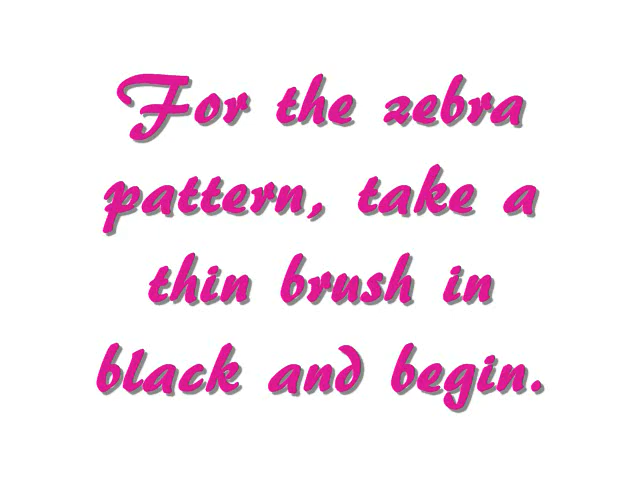 For the zebra
pattern, take a
thin brush in
black and begin.